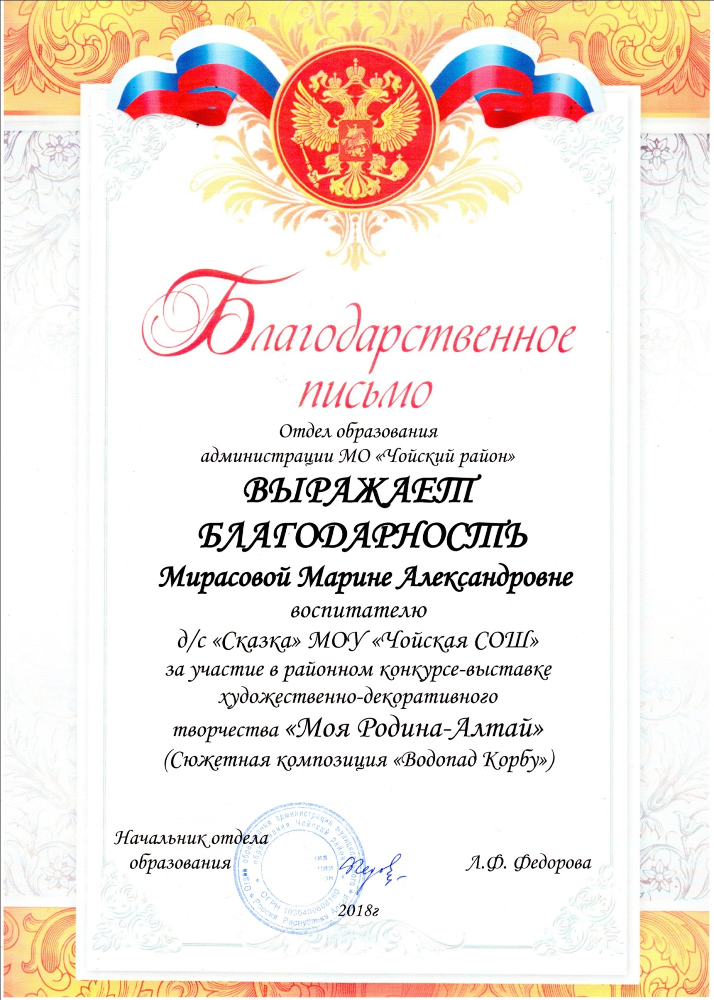 Благодарственное
письмо
Отдел образования
администрации МО «Чойский район»
ВЫРАЖАЕТ
БЛАГОДАРНОСТЬ
Мирасовой Марине Александровне
воспитателю
д/с «Сказка» МОУ «Чойская СОШ»
за участие в районном конкурсе-выставке
художественно-декоративного
творчества «Моя Родина-Алтай»
(Сюжетная композиция «Водопад Корбу»)
Начальник отдела
образования
Л.Ф. Федорова
2018г
Отдел образования администрации муниципального
образования Чойский район
Россия Республика Алтай
ОГРН